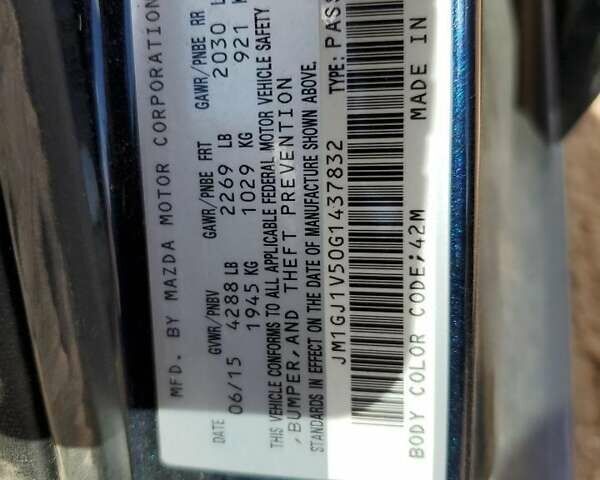 MFD. BY MAZDA MOTOR CORPORATION
DATE GVWR/PNBV GAWR/PNBE FRT GAWR/PNBE RR
06/15 4288 LB 2269 LB 2030 L
1945 KG 1029 KG 921 K
THIS VEHICLE CONFORMS TO ALL APPLICABLE FEDERAL MOTOR VEHICLE SAFETY
,BUMPER,AND THEFT PREVENTION
STANDARDS IN EFFECT ON THE DATE OF MANUFACTURE SHOWN ABOVE.
JM1GJ1V50G1437832 TYPE: PASS
BODY COLOR CODE;42M MADE IN